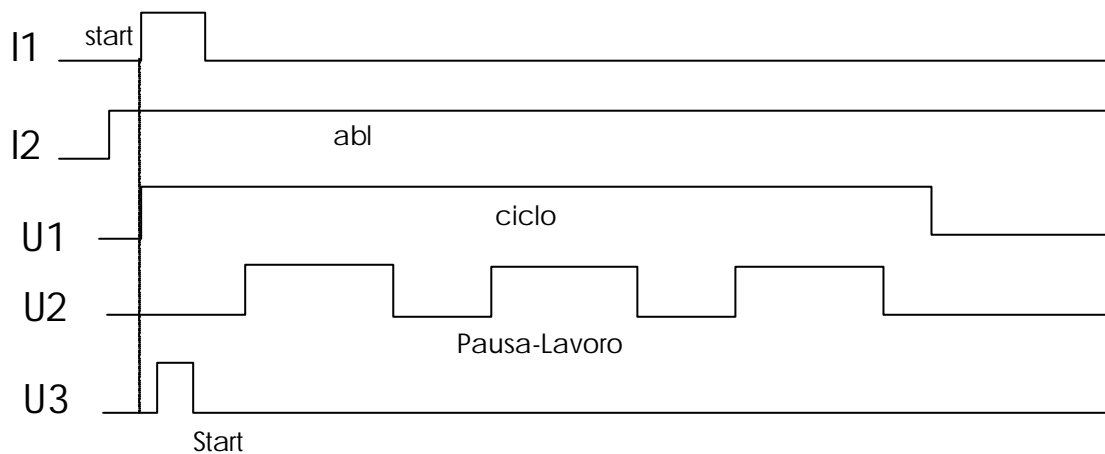 start
I1
abl
I2
ciclo
U1
U2
Pausa-Lavoro
U3
Start